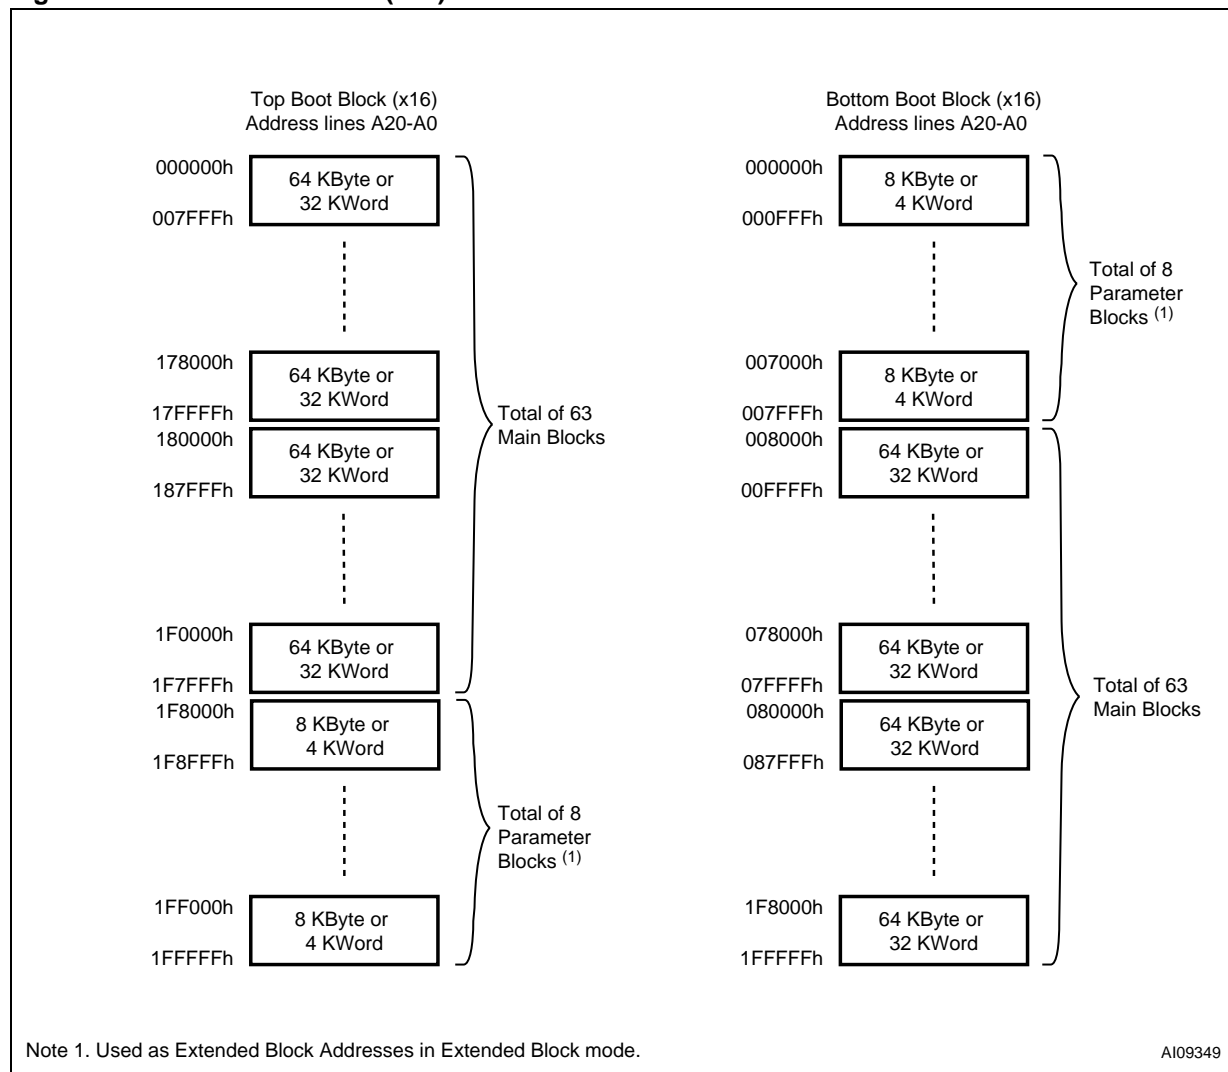 Top Boot Block (x16)
Address lines A20-A0
000000h
64 KByte or
32 KWord
007FFFh
178000h
64 KByte or
32 KWord
17FFFFh
180000h
64 KByte or
32 KWord
187FFFh
Total of 63
Main Blocks
1F0000h
64 KByte or
32 KWord
1F7FFFh
1F8000h
8 KByte or
4 KWord
1F8FFFh
Total of 8
Parameter
Blocks (1)
1FF000h
8 KByte or
4 KWord
1FFFFFh
Bottom Boot Block (x16)
Address lines A20-A0
000000h
8 KByte or
4 KWord
000FFFh
Total of 8
Parameter
Blocks (1)
007000h
8 KByte or
4 KWord
007FFFh
008000h
64 KByte or
32 KWord
00FFFFh
078000h
64 KByte or
32 KWord
07FFFFh
080000h
64 KByte or
32 KWord
087FFFh
Total of 63
Main Blocks
1F8000h
64 KByte or
32 KWord
1FFFFFh
Note 1. Used as Extended Block Addresses in Extended Block mode.
AI09349